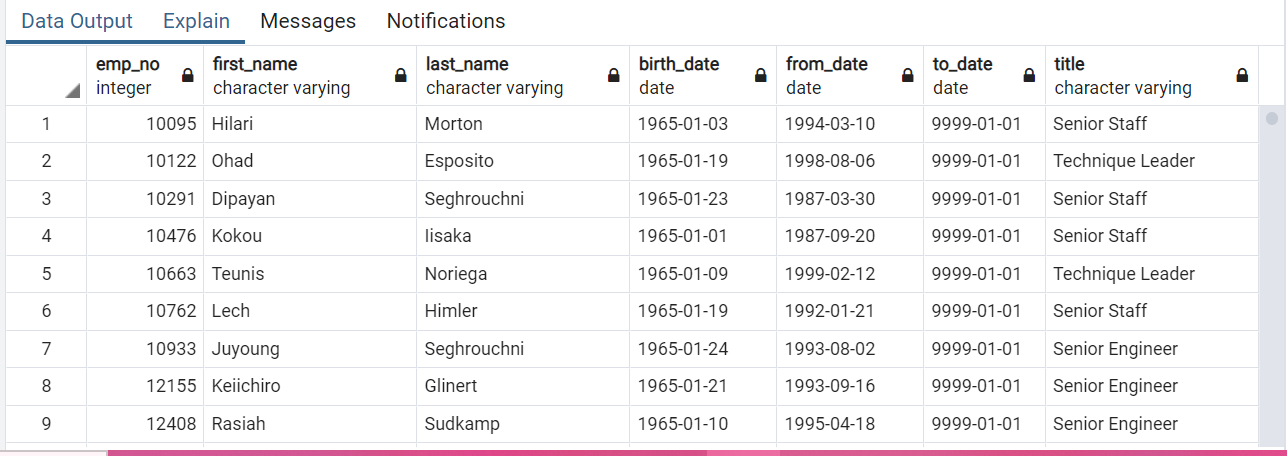 Data Output Explain Messages Notifications
emp_no first_name last_name birth_date from_date to_date title
integer character varying character varying date date date character varying
1 10095 Hilari Morton 1965-01-03 1994-03-10 9999-01-01 Senior Staff
2 10122 Ohad Esposito 1965-01-19 1998-08-06 9999-01-01 Technique Leader
3 10291 Dipayan Seghrouchni 1965-01-23 1987-03-30 9999-01-01 Senior Staff
4 10476 Kokou Iisaka 1965-01-01 1987-09-20 9999-01-01 Senior Staff
5 10663 Teunis Noriega 1965-01-09 1999-02-12 9999-01-01 Technique Leader
6 10762 Lech Himler 1965-01-19 1992-01-21 9999-01-01 Senior Staff
7 10933 Juyoung Seghrouchni 1965-01-24 1993-08-02 9999-01-01 Senior Engineer
8 12155 Keiichiro Glinert 1965-01-21 1993-09-16 9999-01-01 Senior Engineer
9 12408 Rasiah Sudkamp 1965-01-10 1995-04-18 9999-01-01 Senior Engineer